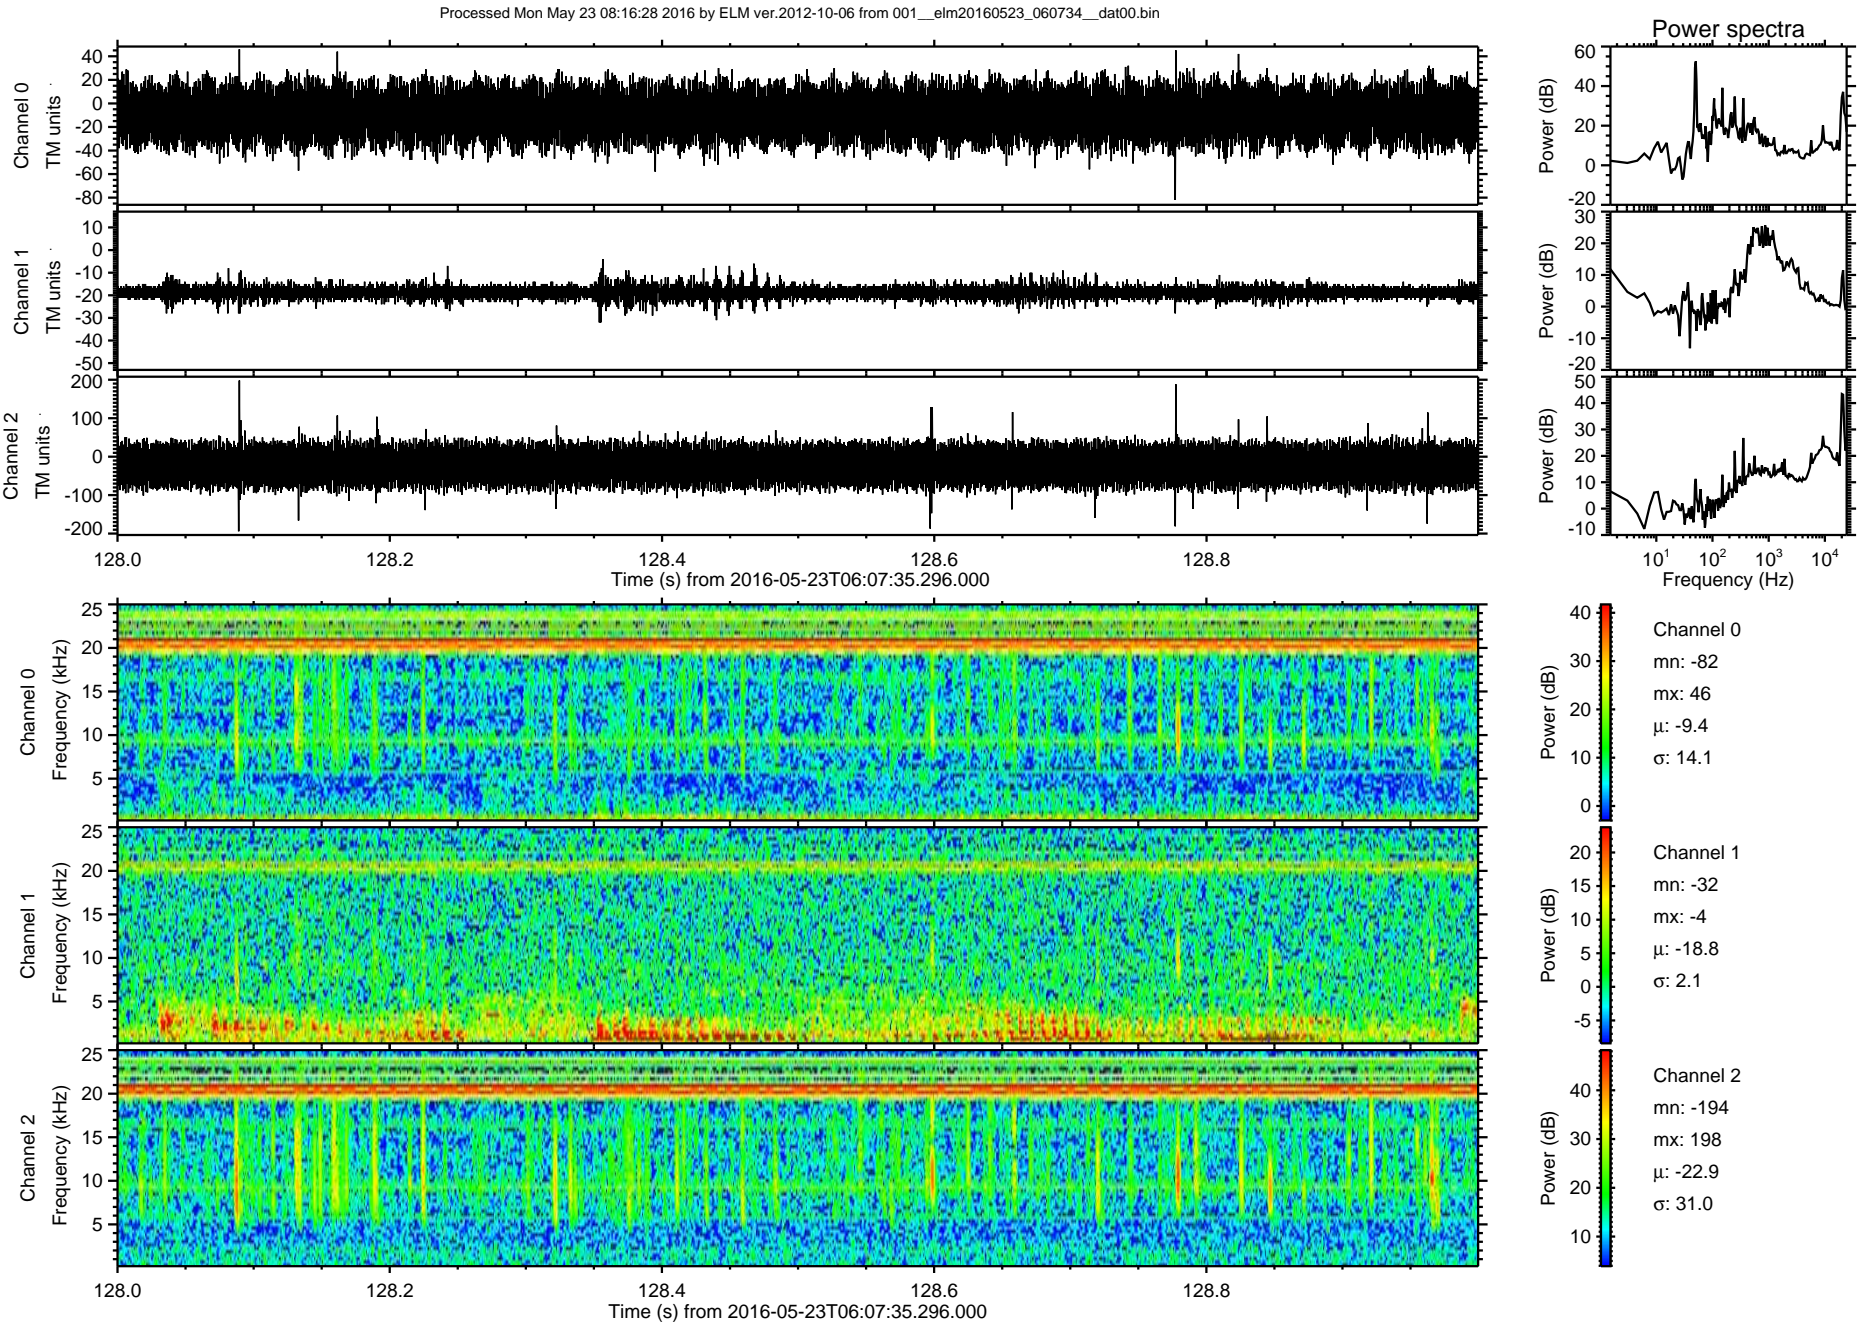 Processed Mon May 23 08:16:28 2016 by ELM ver.2012-10-06 from 001__elm20160523_060734__dat00.bin
Power spectra
Channel 0
TM units
40
20
0
-20
-40
-60
-80
Power (dB)
60
40
20
0
-20
Channel 1
TM units
10
0
-10
-20
-30
-40
-50
Power (dB)
30
20
10
0
-10
-20
Channel 2
TM units
200
100
0
-100
-200
Power (dB)
50
40
30
20
10
0
-10
128.0 128.2 128.4 128.6 128.8
Time (s) from 2016-05-23T06:07:35.296.000
10^1 10^2 10^3 10^4
Frequency (Hz)
Channel 0
Frequency (kHz)
25
20
15
10
5
Power (dB)
40
30
20
10
0
Channel 0
mn: -82
mx: 46
μ: -9.4
σ: 14.1
Channel 1
Frequency (kHz)
25
20
15
10
5
Power (dB)
20
15
10
5
0
-5
Channel 1
mn: -32
mx: -4
μ: -18.8
σ: 2.1
Channel 2
Frequency (kHz)
25
20
15
10
5
Power (dB)
40
30
20
10
Channel 2
mn: -194
mx: 198
μ: -22.9
σ: 31.0
128.0 128.2 128.4 128.6 128.8
Time (s) from 2016-05-23T06:07:35.296.000